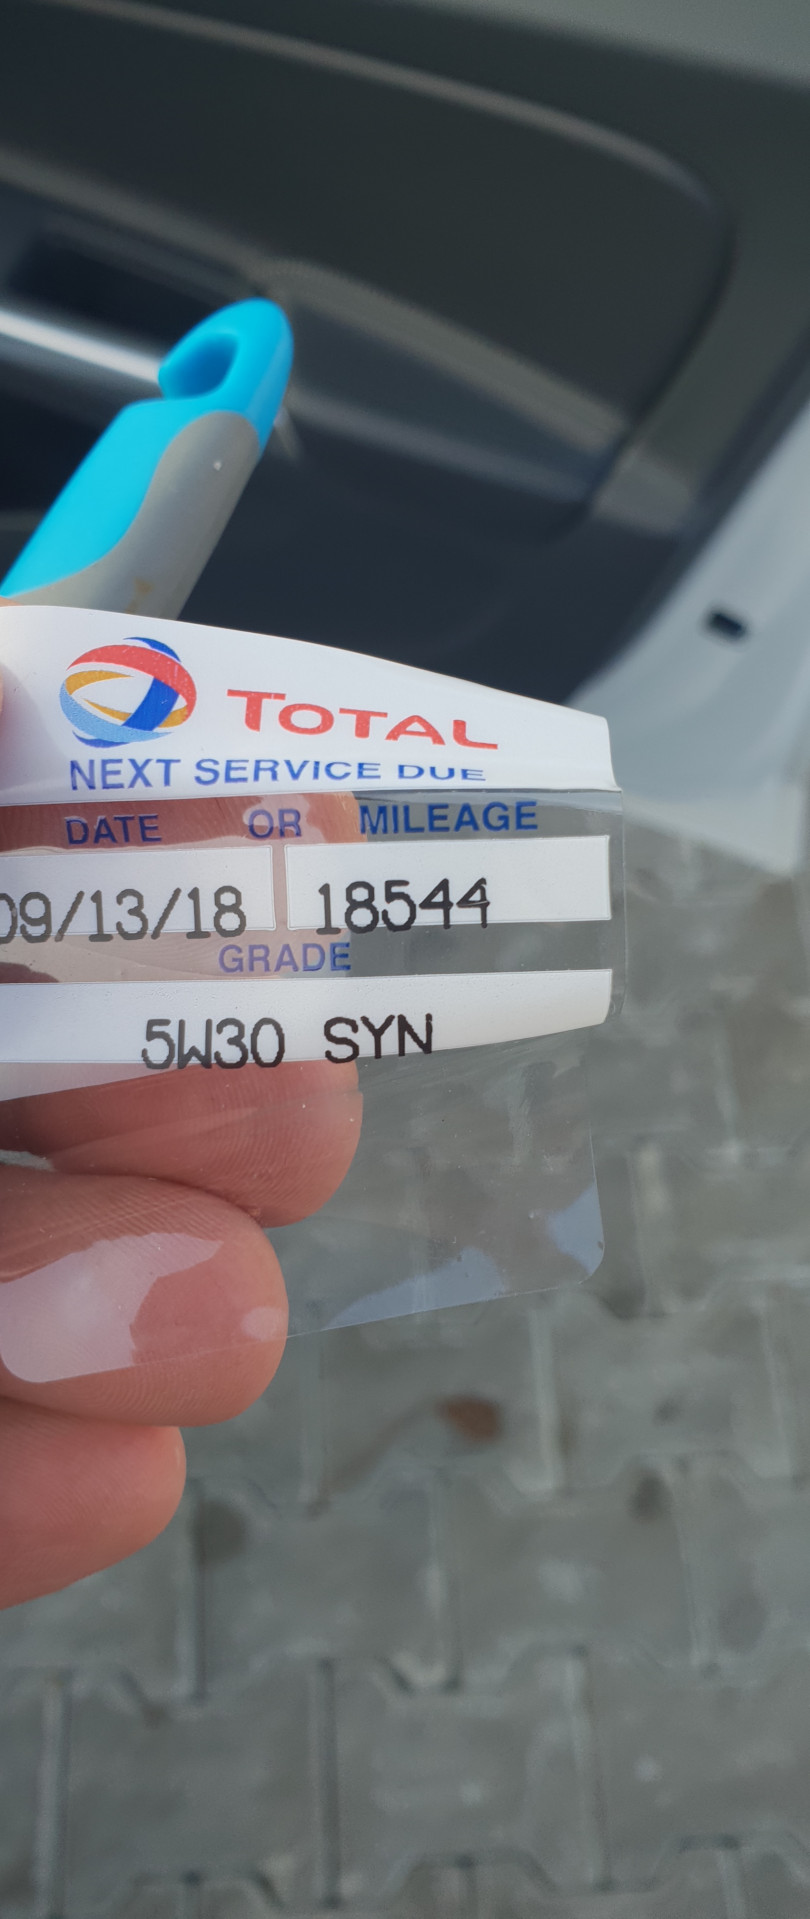 TOTAL
NEXT SERVICE DUE
DATE OR MILEAGE
09/13/18 18544
GRADE
5W30 SYN